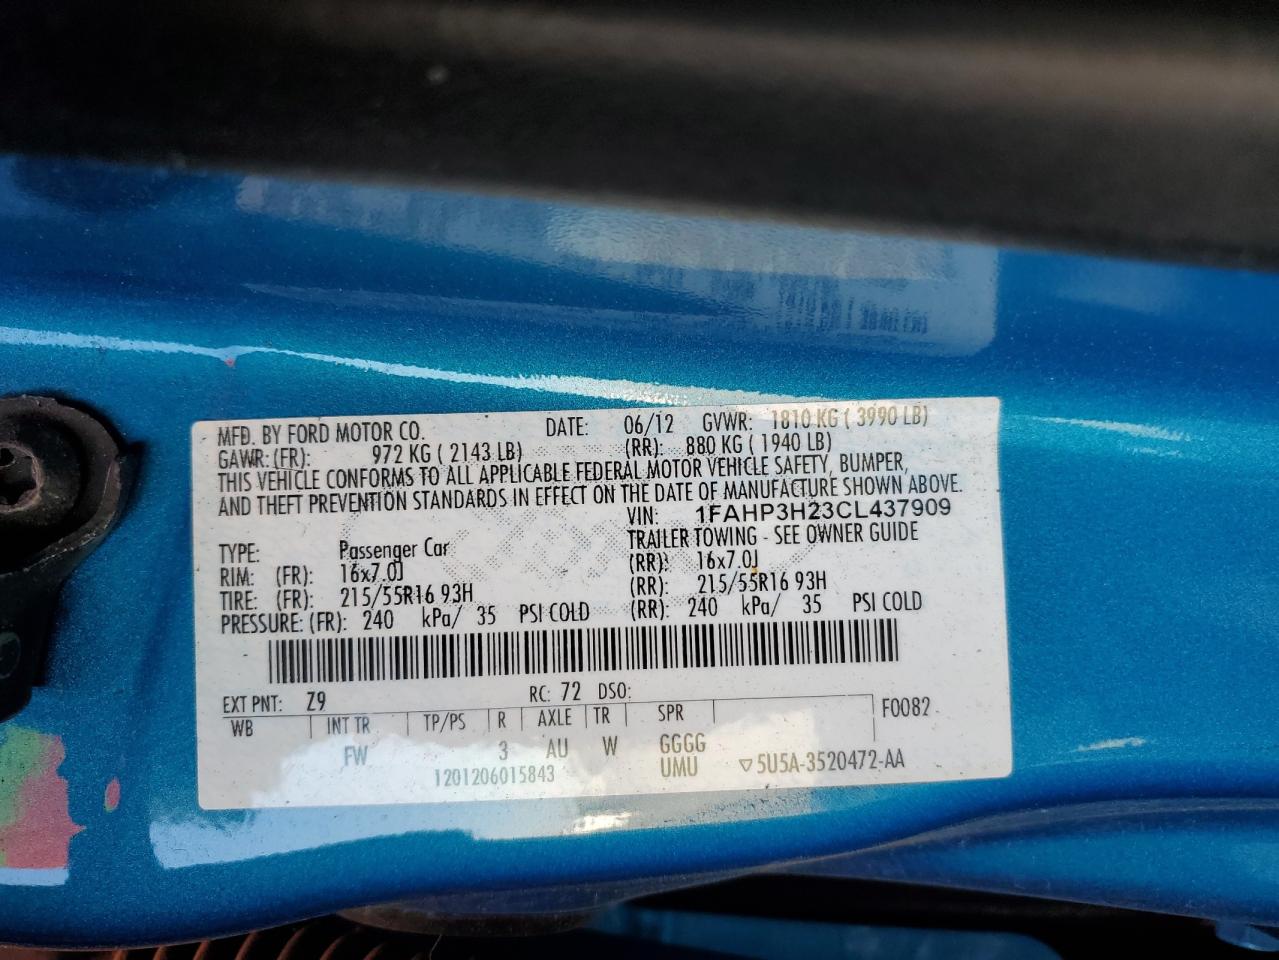 MFD. BY FORD MOTOR CO. DATE: 06/12 GVWR: 1810 KG ( 3990 LB)
GAWR: (FR): 972 KG ( 2143 LB) (RR): 880 KG ( 1940 LB)
THIS VEHICLE CONFORMS TO ALL APPLICABLE FEDERAL MOTOR VEHICLE SAFETY, BUMPER,
AND THEFT PREVENTION STANDARDS IN EFFECT ON THE DATE OF MANUFACTURE SHOWN ABOVE.
VIN: 1FAHP3H23CL437909
TYPE: Passenger Car TRAILER TOWING - SEE OWNER GUIDE
RIM: (FR): 16x7.0J (RR): 16x7.0J
TIRE: (FR): 215/55R16 93H (RR): 215/55R16 93H
PRESSURE: (FR): 240 kPa/ 35 PSI COLD (RR): 240 kPa/ 35 PSI COLD
EXT PNT: Z9 RC: 72 DSO:
WB INT TR TP/PS R AXLE TR SPR F0082
FW 3 AU W GGGG
1201206015843 UMU ▽5U5A-3520472-AA